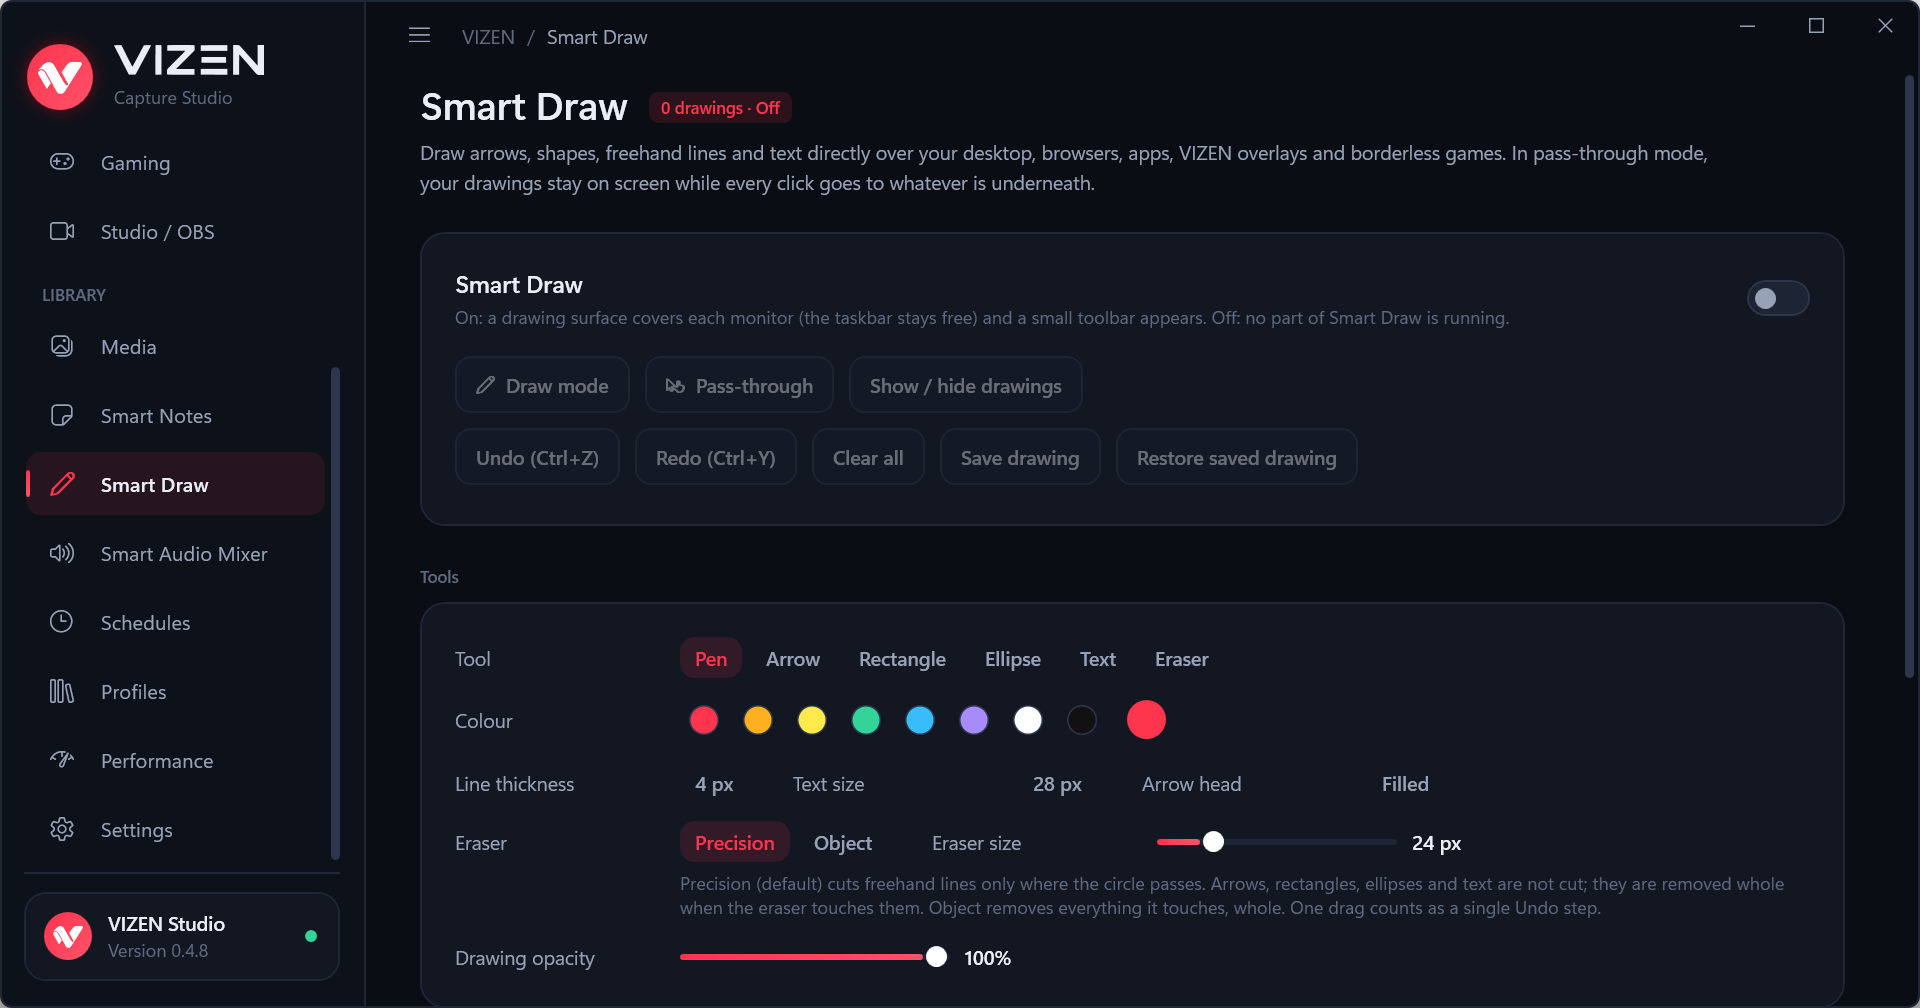 VIZEN
Capture Studio
Gaming
Studio / OBS
LIBRARY
Media
Smart Notes
Smart Draw
Smart Audio Mixer
Schedules
Profiles
Performance
Settings
VIZEN Studio
Version 0.4.8
VIZEN / Smart Draw
Smart Draw 0 drawings · Off
Draw arrows, shapes, freehand lines and text directly over your desktop, browsers, apps, VIZEN overlays and borderless games. In pass-through mode,
your drawings stay on screen while every click goes to whatever is underneath.
Smart Draw
On: a drawing surface covers each monitor (the taskbar stays free) and a small toolbar appears. Off: no part of Smart Draw is running.
Draw mode Pass-through Show / hide drawings
Undo (Ctrl+Z) Redo (Ctrl+Y) Clear all Save drawing Restore saved drawing
Tools
Tool Pen Arrow Rectangle Ellipse Text Eraser
Colour
Line thickness 4 px Text size 28 px Arrow head Filled
Eraser Precision Object Eraser size 24 px
Precision (default) cuts freehand lines only where the circle passes. Arrows, rectangles, ellipses and text are not cut; they are removed whole
when the eraser touches them. Object removes everything it touches, whole. One drag counts as a single Undo step.
Drawing opacity 100%